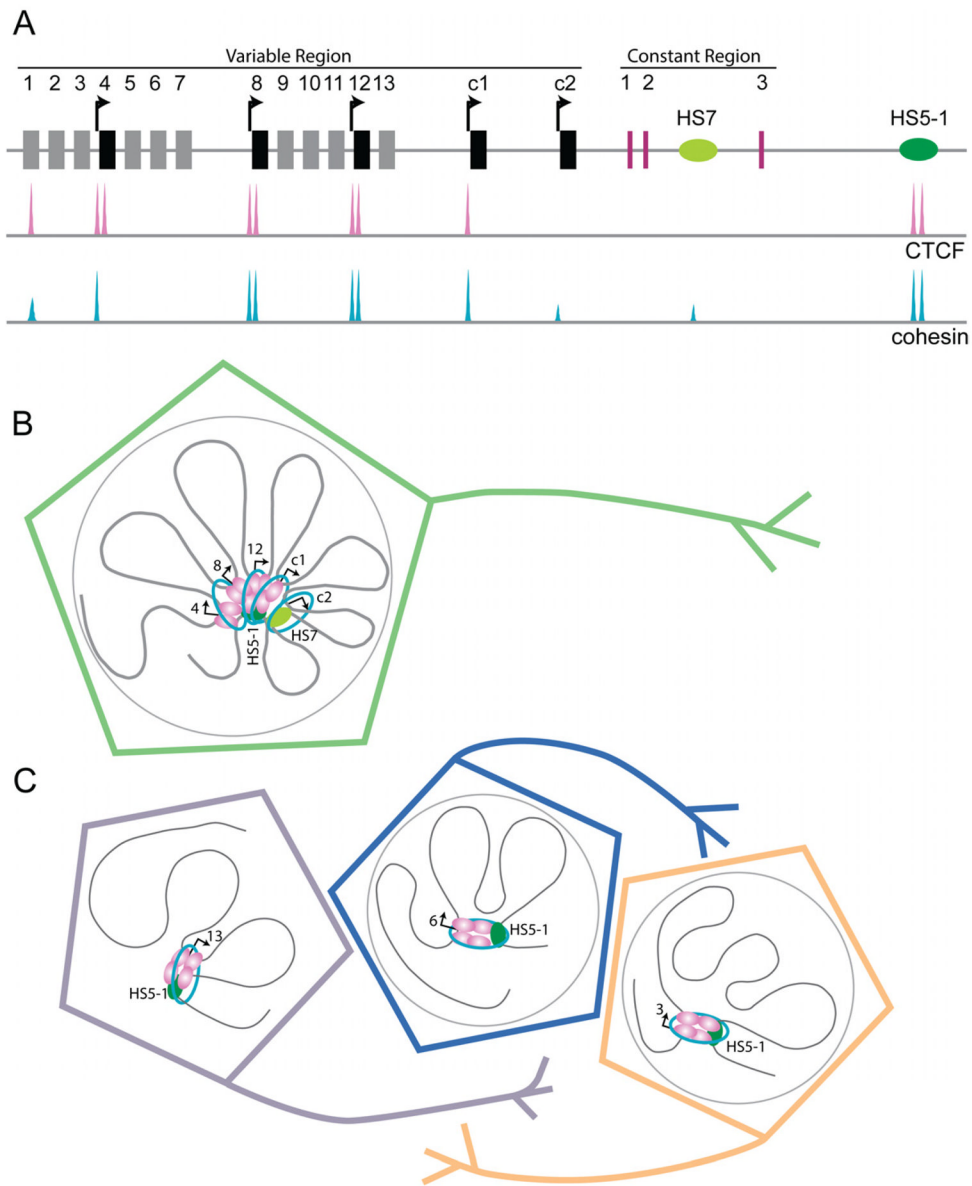 A
Variable Region Constant Region
1 2 3 4 5 6 7 8 9 10 11 12 13 c1 c2 1 2 3
HS7 HS5-1
CTCF
cohesin
B
12
8 c1
4 c2
HS5-1 HS7
C
13
HS5-1
6 HS5-1
3
HS5-1